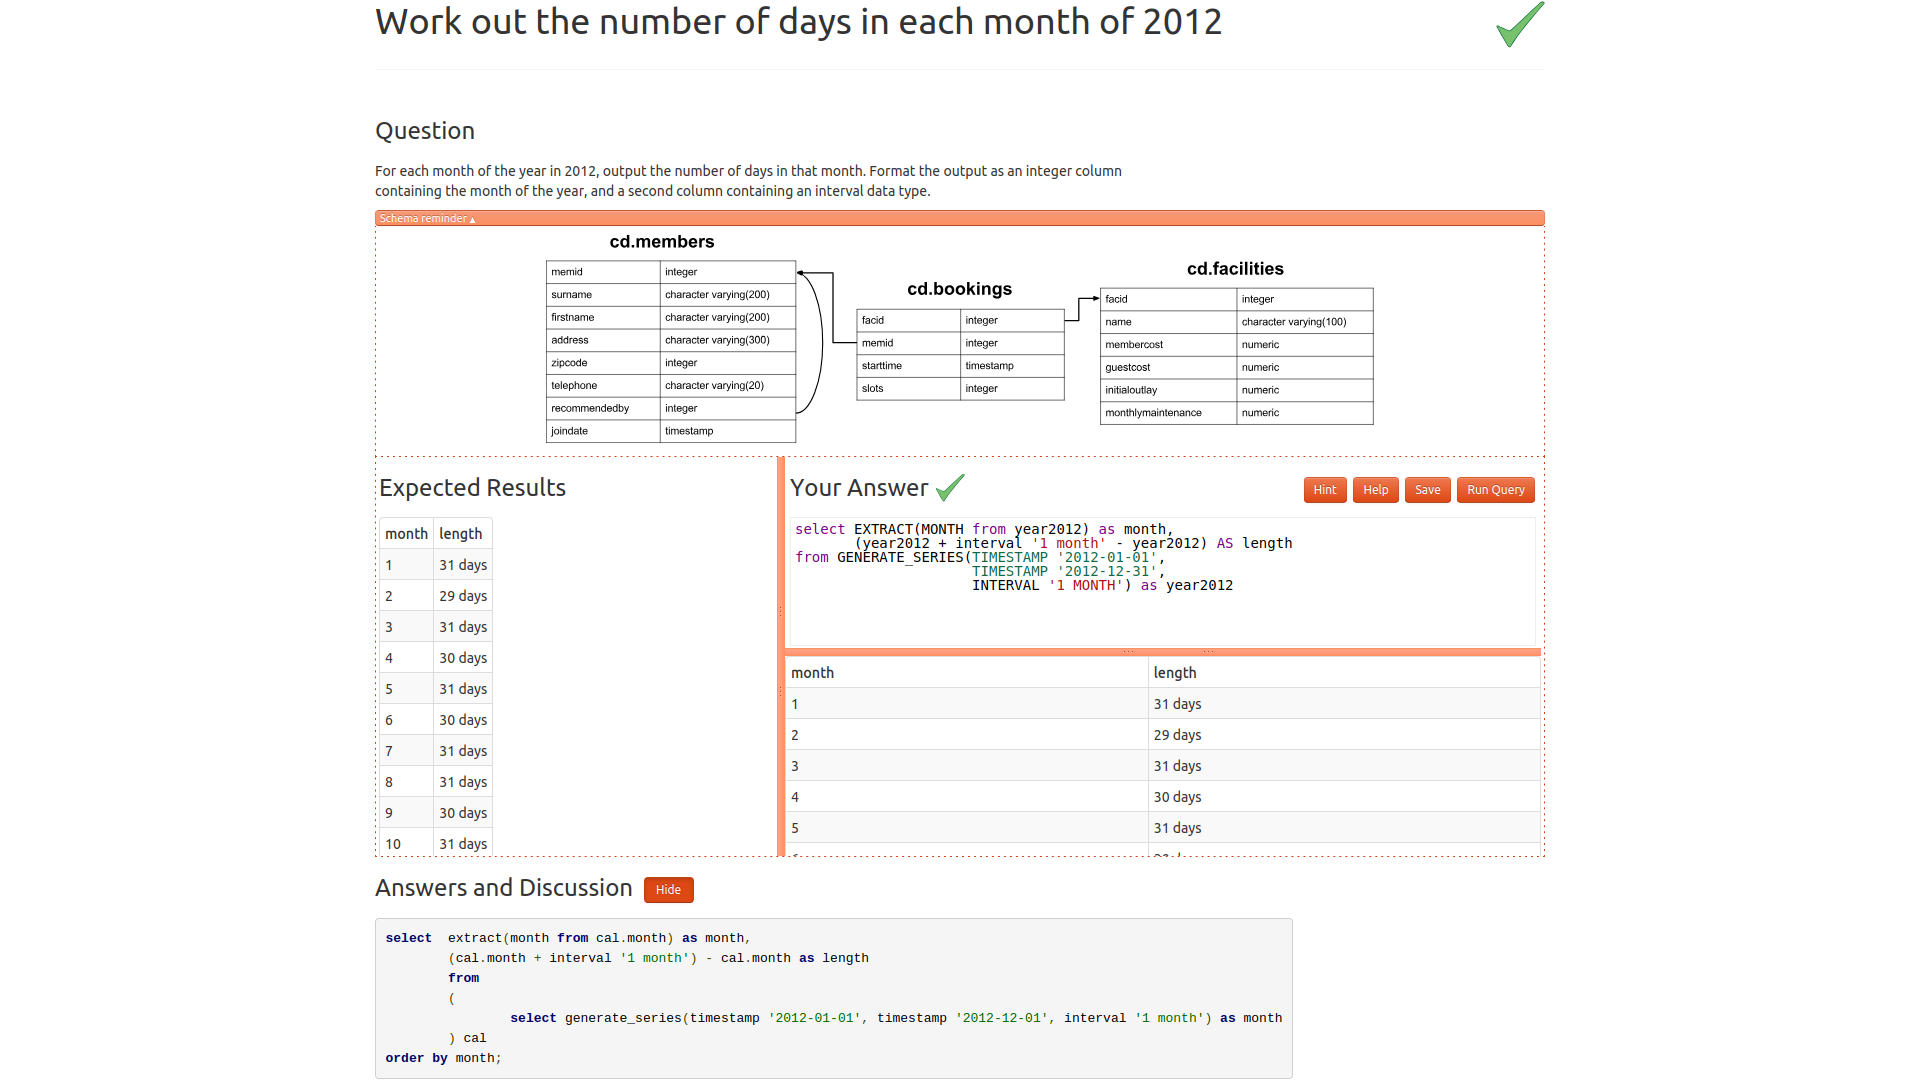 Work out the number of days in each month of 2012
Question
For each month of the year in 2012, output the number of days in that month. Format the output as an integer column
containing the month of the year, and a second column containing an interval data type.
Schema reminder ▴
cd.members
memid integer
surname character varying(200)
firstname character varying(200)
address character varying(300)
zipcode integer
telephone character varying(20)
recommendedby integer
joindate timestamp
cd.bookings
facid integer
memid integer
starttime timestamp
slots integer
cd.facilities
facid integer
name character varying(100)
membercost numeric
guestcost numeric
initialoutlay numeric
monthlymaintenance numeric
Expected Results
month length
1 31 days
2 29 days
3 31 days
4 30 days
5 31 days
6 30 days
7 31 days
8 31 days
9 30 days
10 31 days
Your Answer
Hint Help Save Run Query
select EXTRACT(MONTH from year2012) as month,
(year2012 + interval '1 month' - year2012) AS length
from GENERATE_SERIES(TIMESTAMP '2012-01-01',
TIMESTAMP '2012-12-31',
INTERVAL '1 MONTH') as year2012
month length
1 31 days
2 29 days
3 31 days
4 30 days
5 31 days
Answers and Discussion Hide
select extract(month from cal.month) as month,
(cal.month + interval '1 month') - cal.month as length
from
(
select generate_series(timestamp '2012-01-01', timestamp '2012-12-01', interval '1 month') as month
) cal
order by month;